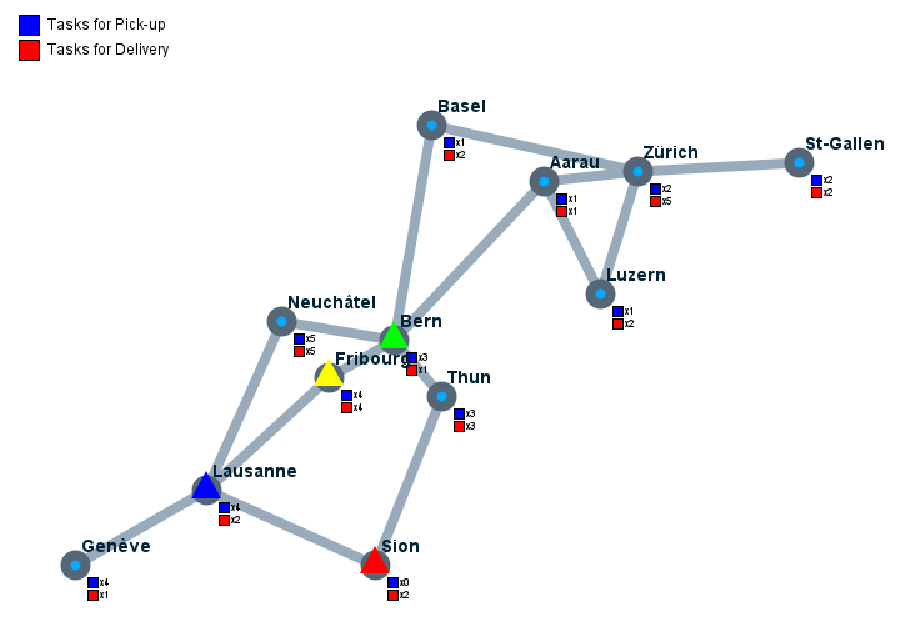 Tasks for Pick-up
Tasks for Delivery
Basel
x1
x2
Aarau
x1
x1
Zürich
x2
x5
St-Gallen
x2
x2
Luzern
x1
x2
Neuchâtel
x5
x5
Bern
x3
x1
Fribourg
x4
x4
Thun
x3
x3
Lausanne
x4
x2
Genève
x4
x1
Sion
x0
x2